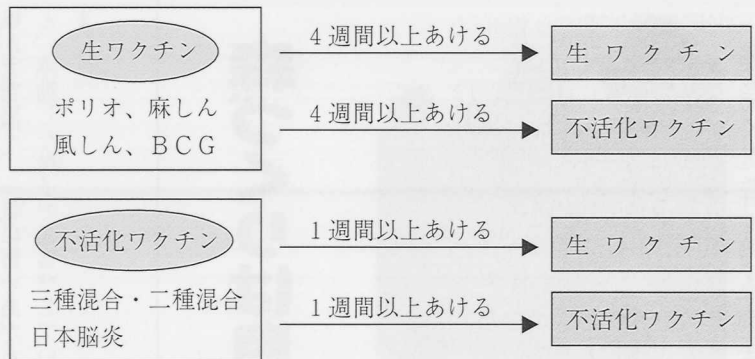 生ワクチン
ポリオ、麻しん
風しん、BCG
4週間以上あける
生ワクチン
4週間以上あける
不活化ワクチン
不活化ワクチン
三種混合・二種混合
日本脳炎
1週間以上あける
生ワクチン
1週間以上あける
不活化ワクチン